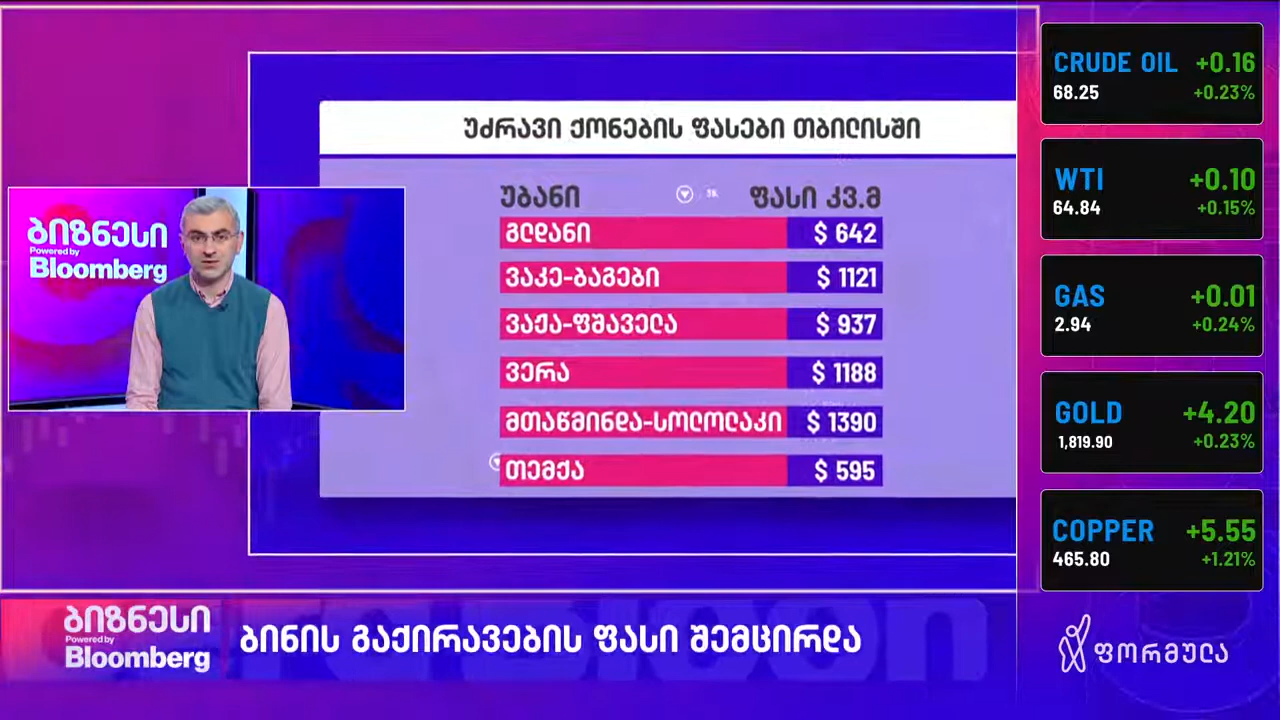 უძრავი ქონების ფასები თბილისში
უბანი ფასი კვ.მ
გლდანი $ 642
ვაკე-ბაგები $ 1121
ვაჟა-ფშაველა $ 937
ვერა $ 1188
მთაწმინდა-სოლოლაკი $ 1390
თემქა $ 595
ბიზნესი
Powered by
Bloomberg
CRUDE OIL +0.16
68.25 +0.23%
WTI +0.10
64.84 +0.15%
GAS +0.01
2.94 +0.24%
GOLD +4.20
1,819.90 +0.23%
COPPER +5.55
465.80 +1.21%
ბიზნესი
Powered by
Bloomberg
ბინის გაქირავების ფასი შემცირდა
ფორმულა